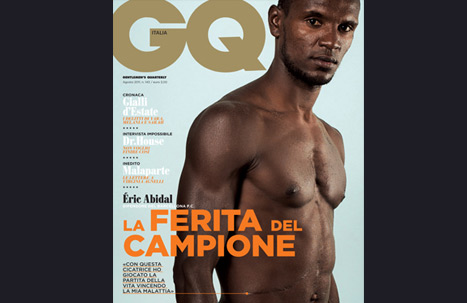 GQ
ITALIA
GENTLEMEN'S QUARTERLY
CRONACA
Gialli
d'Estate
INTERVISTA IMPOSSIBILE
Dr.House
INEDITO
Malaparte
Éric Abidal
LA FERITA DEL
CAMPIONE
«CON QUESTA
CICATRICE HO
GIOCATO LA
PARTITA DELLA
VITA VINCENDO
LA MIA MALATTIA»